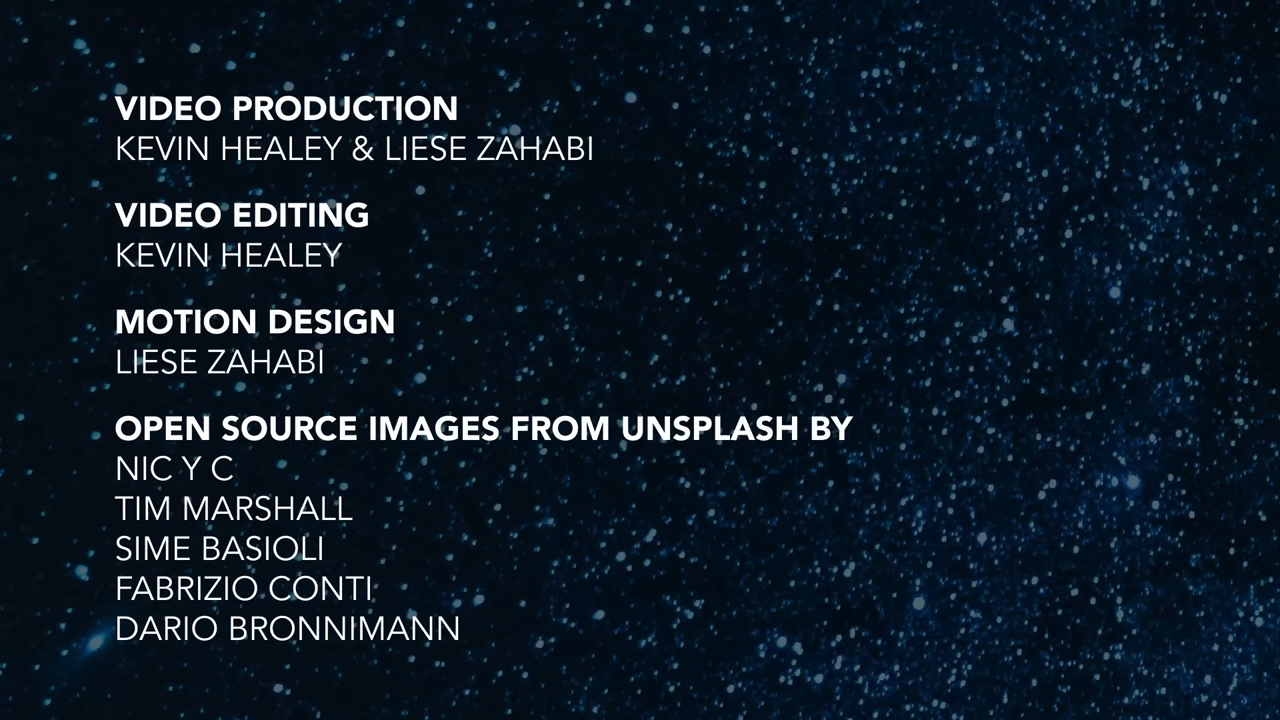 VIDEO PRODUCTION
KEVIN HEALEY & LIESE ZAHABI
VIDEO EDITING
KEVIN HEALEY
MOTION DESIGN
LIESE ZAHABI
OPEN SOURCE IMAGES FROM UNSPLASH BY
NIC Y C
TIM MARSHALL
SIME BASIOLI
FABRIZIO CONTI
DARIO BRONNIMANN